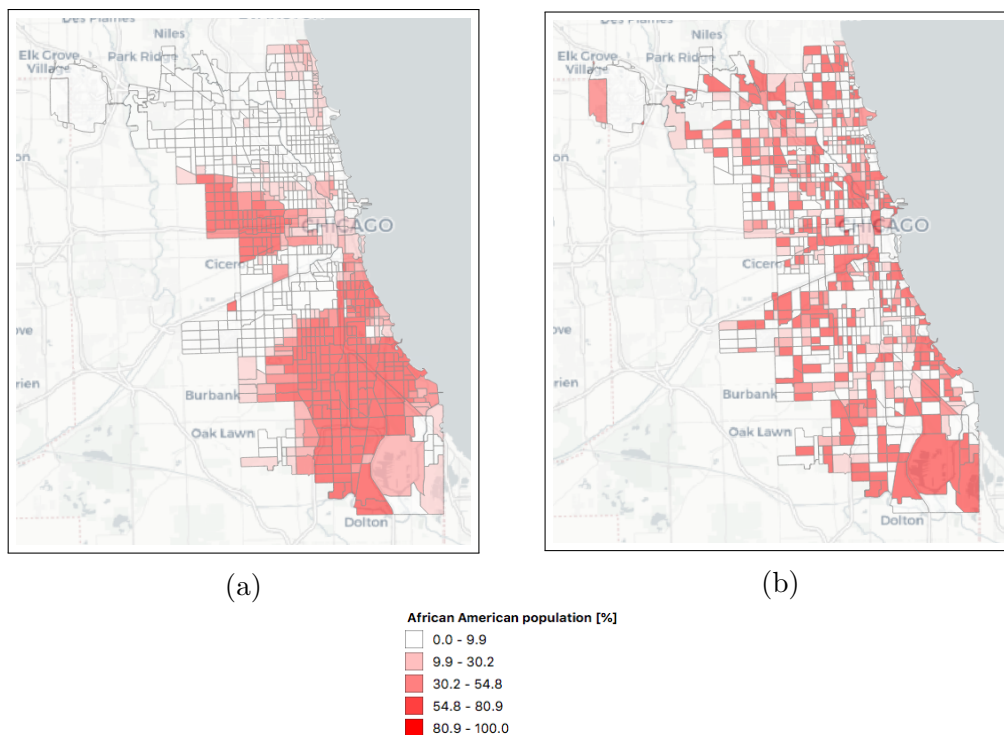 Des Plaines
Niles
Elk Grove
Village
Park Ridge
CHICAGO
Cicero
Burbank
Oak Lawn
Dolton
Des Plaines
Niles
Elk Grove
Village
Park Ridge
CHICAGO
Cicero
Burbank
Oak Lawn
Dolton
(a)
(b)
African American population [%]
0.0 - 9.9
9.9 - 30.2
30.2 - 54.8
54.8 - 80.9
80.9 - 100.0